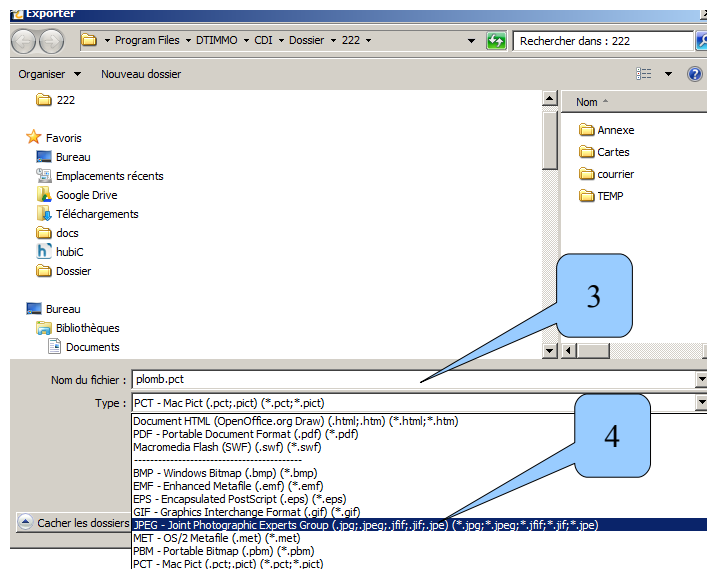 Exporter
Program Files DTIMMO CDI Dossier 222
Rechercher dans : 222
Organiser Nouveau dossier
222
Favoris
Bureau
Emplacements récents
Google Drive
Téléchargements
docs
hubiC
Dossier
Bureau
Bibliothèques
Documents
Nom
Annexe
Cartes
courrier
TEMP
3
Nom du fichier : plomb.pct
Type : PCT - Mac Pict (.pct;.pict) (*.pct;*.pict)
Document HTML (OpenOffice.org Draw) (.html;.htm) (*.html;*.htm)
PDF - Portable Document Format (.pdf) (*.pdf)
Macromedia Flash (SWF) (.swf) (*.swf)
----------------------------------------
BMP - Windows Bitmap (.bmp) (*.bmp)
EMF - Enhanced Metafile (.emf) (*.emf)
EPS - Encapsulated PostScript (.eps) (*.eps)
GIF - Graphics Interchange Format (.gif) (*.gif)
JPEG - Joint Photographic Experts Group (.jpg;.jpeg;.jfif;.jif;.jpe) (*.jpg;*.jpeg;*.jfif;*.jif;*.jpe)
MET - OS/2 Metafile (.met) (*.met)
PBM - Portable Bitmap (.pbm) (*.pbm)
PCT - Mac Pict (.pct;.pict) (*.pct;*.pict)
4
Cacher les dossiers